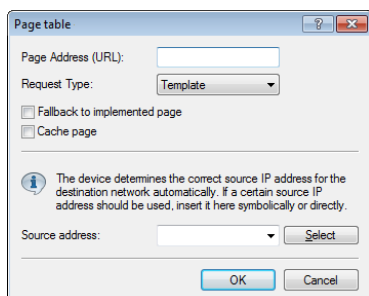 Page table
Page Address (URL):
Request Type:
Template
Fallback to implemented page
Cache page
The device determines the correct source IP address for the
destination network automatically. If a certain source IP
address should be used, insert it here symbolically or directly.
Source address:
Select
OK
Cancel